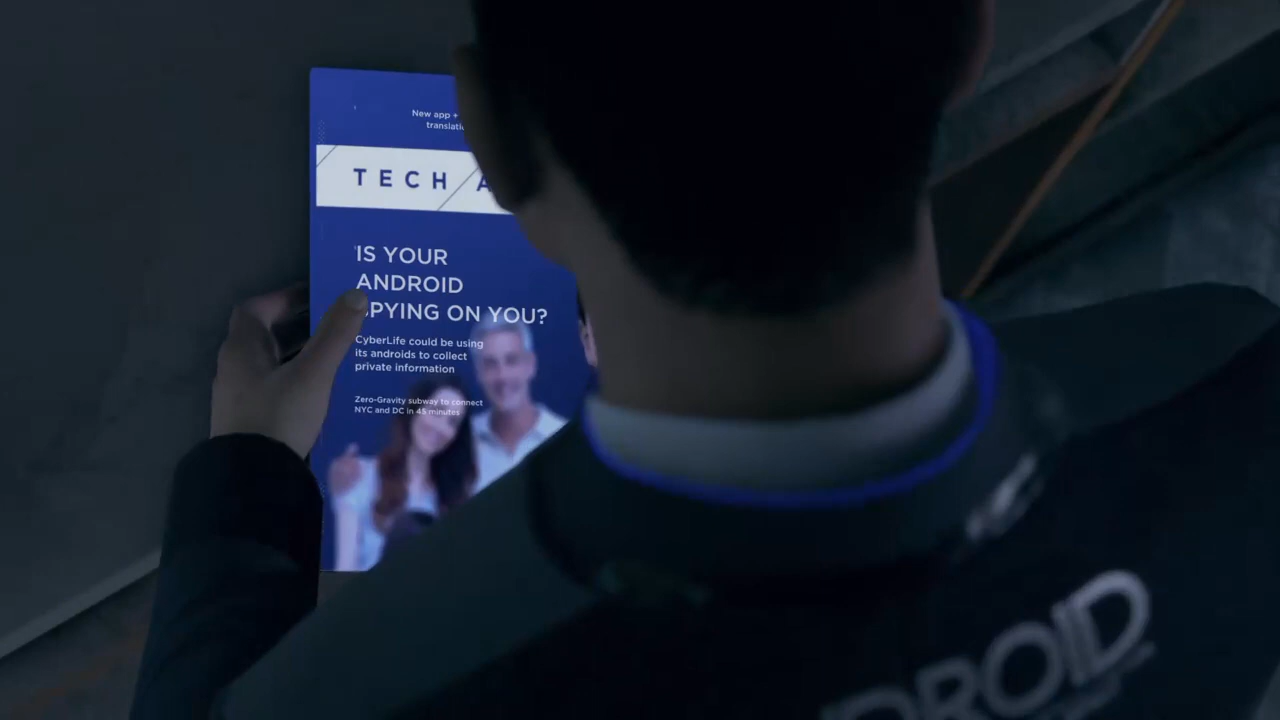 New app +
TECH
IS YOUR
ANDROID
SPYING ON YOU?
CyberLife could be using
its androids to collect
private information
Zero-Gravity subway to connect
NYC and DC in 45 minutes
DROID